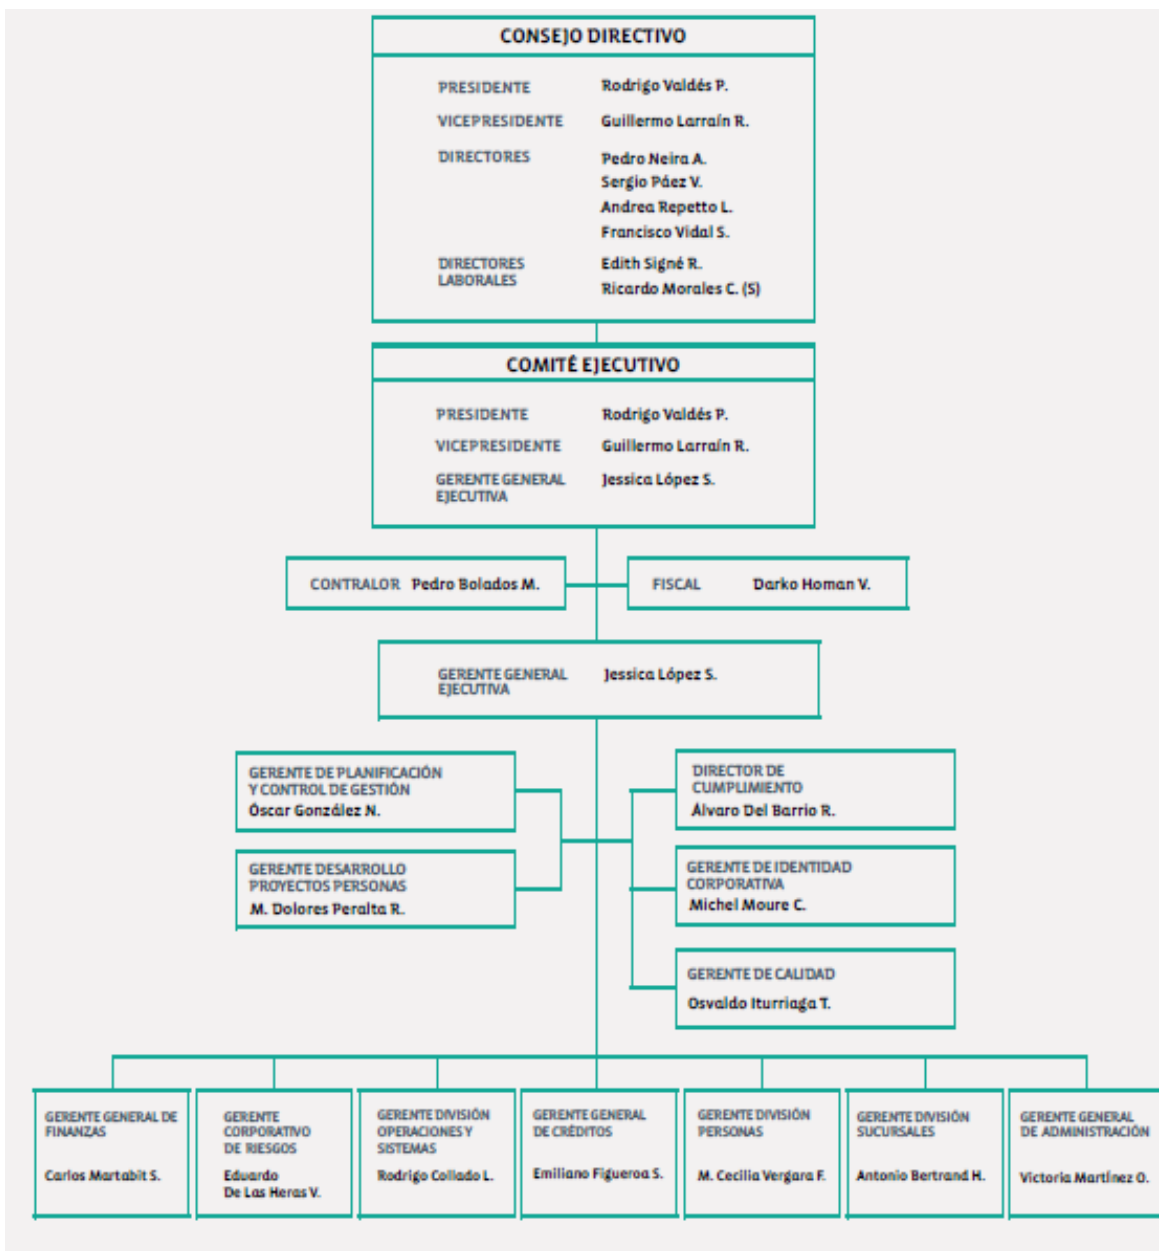 CONSEJO DIRECTIVO
PRESIDENTE Rodrigo Valdés P.
VICEPRESIDENTE Guillermo Larraín R.
DIRECTORES Pedro Neira A.
Sergio Páez V.
Andrea Repetto L.
Francisco Vidal S.
DIRECTORES LABORALES Edith Signé R.
Ricardo Morales C. (S)
COMITÉ EJECUTIVO
PRESIDENTE Rodrigo Valdés P.
VICEPRESIDENTE Guillermo Larraín R.
GERENTE GENERAL EJECUTIVA Jessica López S.
CONTRALOR Pedro Bolados M.
FISCAL Darko Homan V.
GERENTE GENERAL EJECUTIVA Jessica López S.
GERENTE DE PLANIFICACIÓN
Y CONTROL DE GESTIÓN
Óscar González N.
DIRECTOR DE
CUMPLIMIENTO
Álvaro Del Barrio R.
GERENTE DESARROLLO
PROYECTOS PERSONAS
M. Dolores Peralta R.
GERENTE DE IDENTIDAD
CORPORATIVA
Michel Moure C.
GERENTE DE CALIDAD
Osvaldo Iturriaga T.
GERENTE GENERAL DE
FINANZAS
Carlos Martabit S.
GERENTE
CORPORATIVO
DE RIESGOS
Eduardo
De Las Heras V.
GERENTE DIVISIÓN
OPERACIONES Y
SISTEMAS
Rodrigo Collado L.
GERENTE GENERAL
DE CRÉDITOS
Emiliano Figueroa S.
GERENTE DIVISIÓN
PERSONAS
M. Cecilia Vergara F.
GERENTE DIVISIÓN
SUCURSALES
Antonio Bertrand H.
GERENTE GENERAL
DE ADMINISTRACIÓN
Victoria Martínez O.